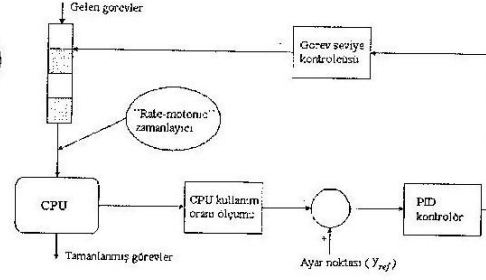 Gelen görevler
Görev seviye
kontrolcüsü
"Rate-motonic"
zamanlayıcı
CPU
CPU kullanım
oranı ölçümü
PID
kontrolör
+
Tamamlanmış görevler
Ayar noktası (y_ref)